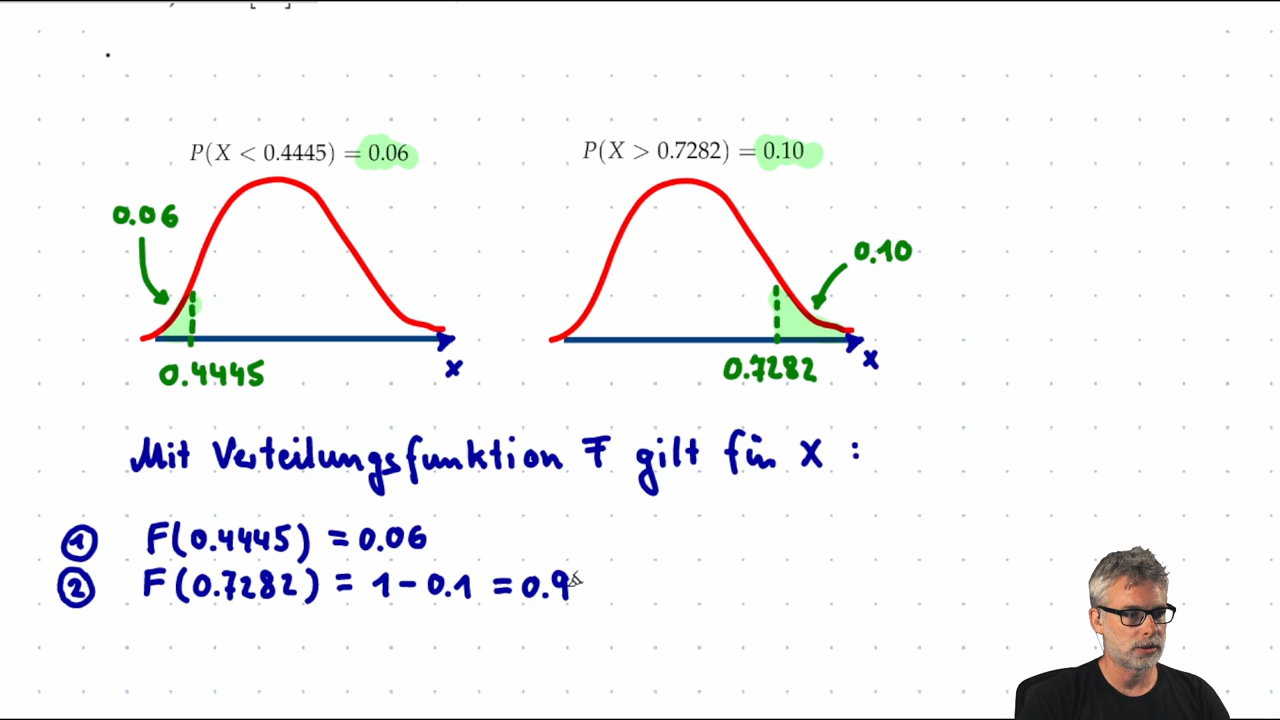 P(X < 0.4445) = 0.06
P(X > 0.7282) = 0.10
0.06
0.10
0.4445
x
0.7282
x
Mit Verteilungsfunktion F gilt für X :
① F(0.4445) = 0.06
② F(0.7282) = 1 - 0.1 = 0.9